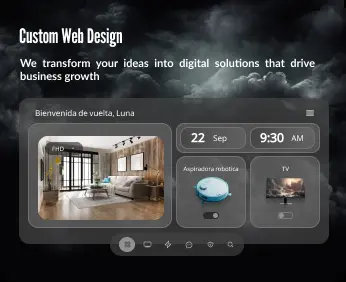 Custom Web Design
We transform your ideas into digital solutions that drive
business growth
Bienvenida de vuelta, Luna
FHD
22 Sep
9:30 AM
Aspiradora robotica
TV